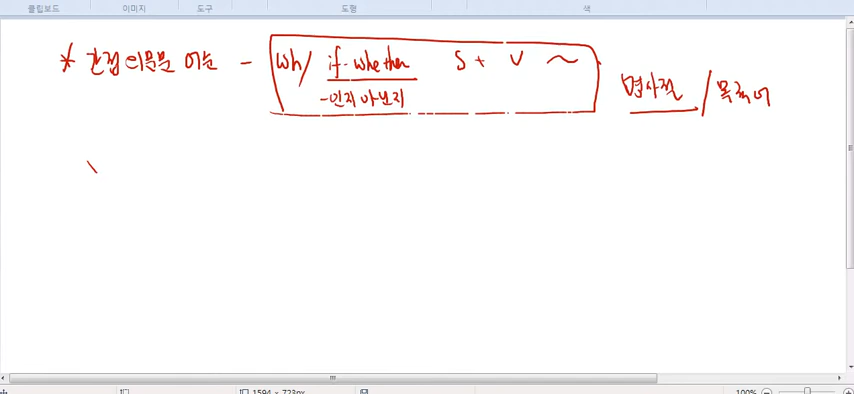 클립보드 이미지 도구 도형 색
* 간접의문문 어순 - wh/ if·whether S + V ~
-인지 아닌지
명사절 / 목적어
1594 × 723px 100%